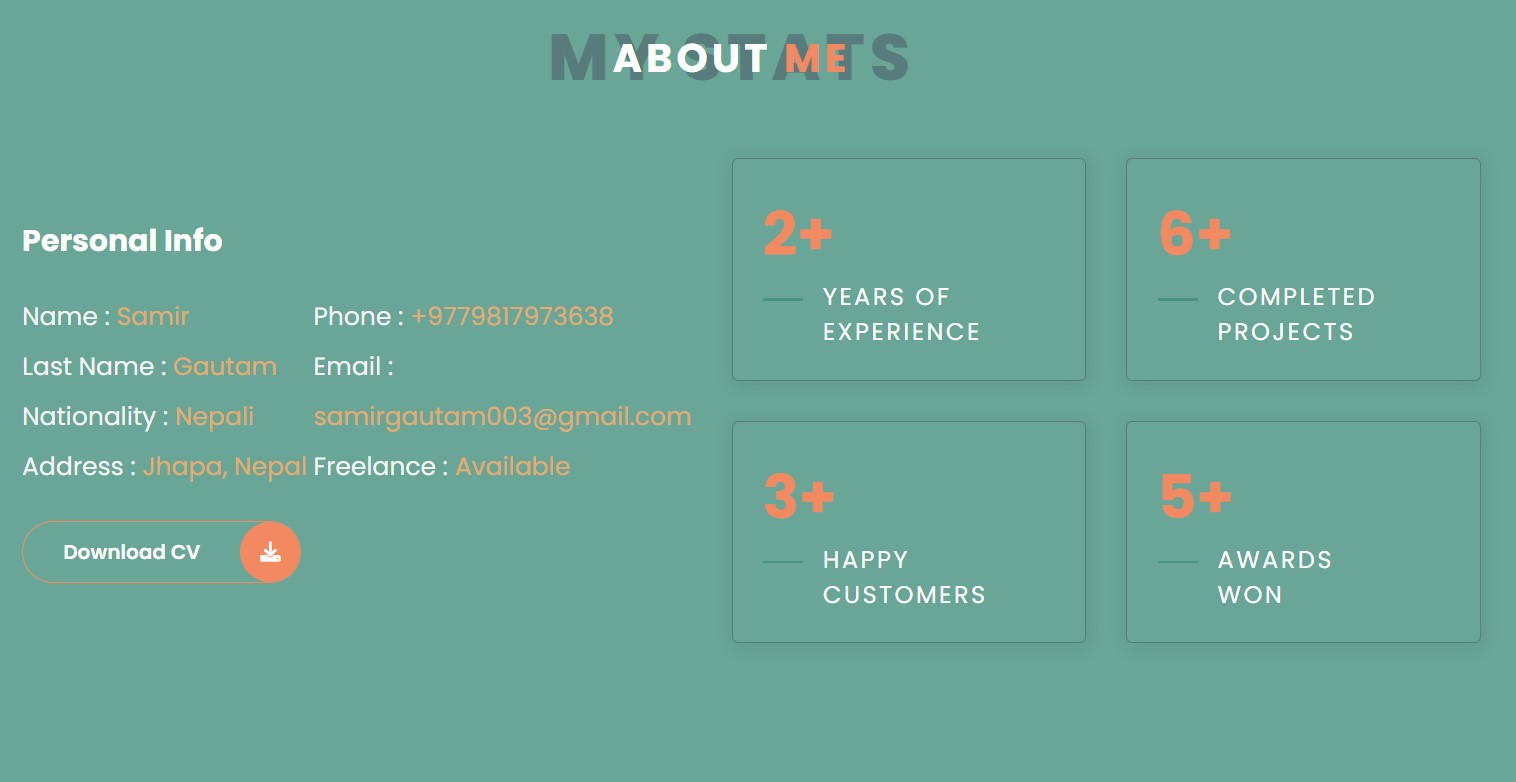 MY STATS
ABOUT ME
Personal Info
Name : Samir
Last Name : Gautam
Nationality : Nepali
Address : Jhapa, Nepal
Phone : +9779817973638
Email :
samirgautam003@gmail.com
Freelance : Available
Download CV
2+
YEARS OF
EXPERIENCE
6+
COMPLETED
PROJECTS
3+
HAPPY
CUSTOMERS
5+
AWARDS
WON